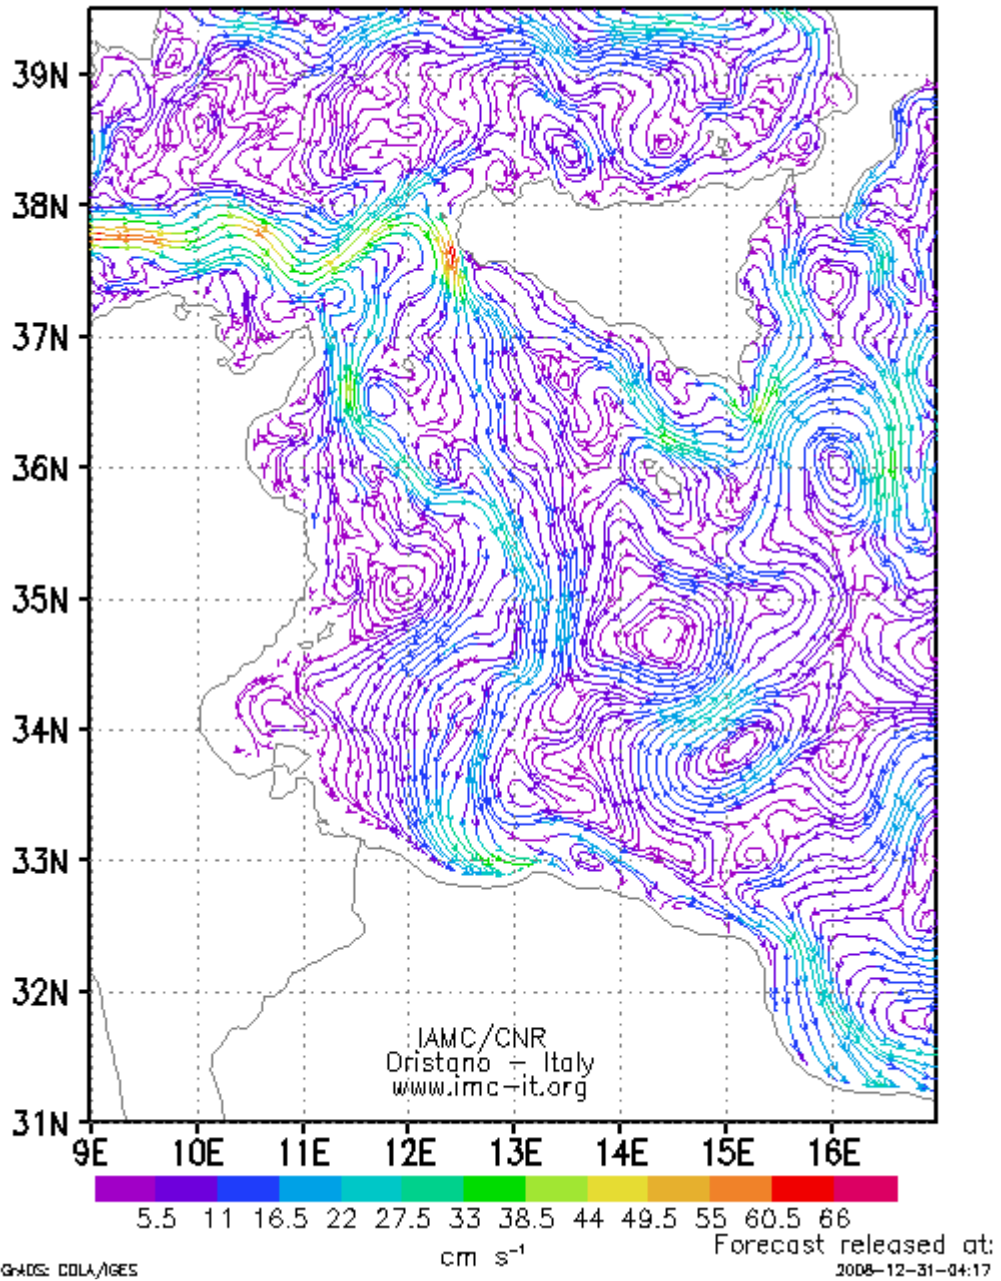 39N
38N
37N
36N
35N
34N
33N
32N
31N
IAMC/CNR
Oristano – Italy
www.imc-it.org
9E 10E 11E 12E 13E 14E 15E 16E
5.5 11 16.5 22 27.5 33 38.5 44 49.5 55 60.5 66
cm s⁻¹
Forecast released at:
GrADS: COLA/IGES
2008-12-31-04:17